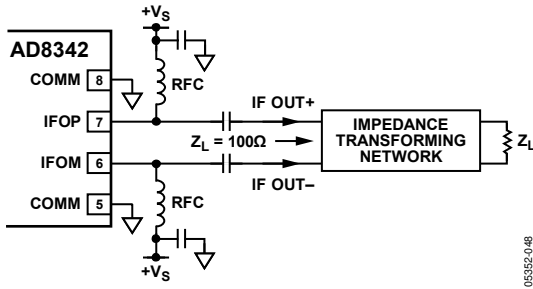 +VS
AD8342
COMM 8
RFC
IFOP 7
IF OUT+
ZL = 100Ω
IMPEDANCE
TRANSFORMING
NETWORK
ZL
IFOM 6
IF OUT–
COMM 5
RFC
+VS
05352-048